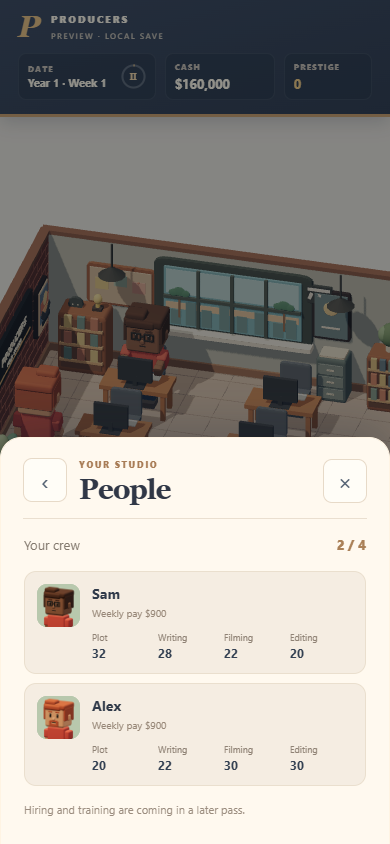 P
PRODUCERS
PREVIEW · LOCAL SAVE
DATE
Year 1 · Week 1
CASH
$160,000
PRESTIGE
0
PRODUCERS
YOUR STUDIO
People
Your crew
2 / 4
Sam
Weekly pay $900
Plot Writing Filming Editing
32 28 22 20
Alex
Weekly pay $900
Plot Writing Filming Editing
20 22 30 30
Hiring and training are coming in a later pass.